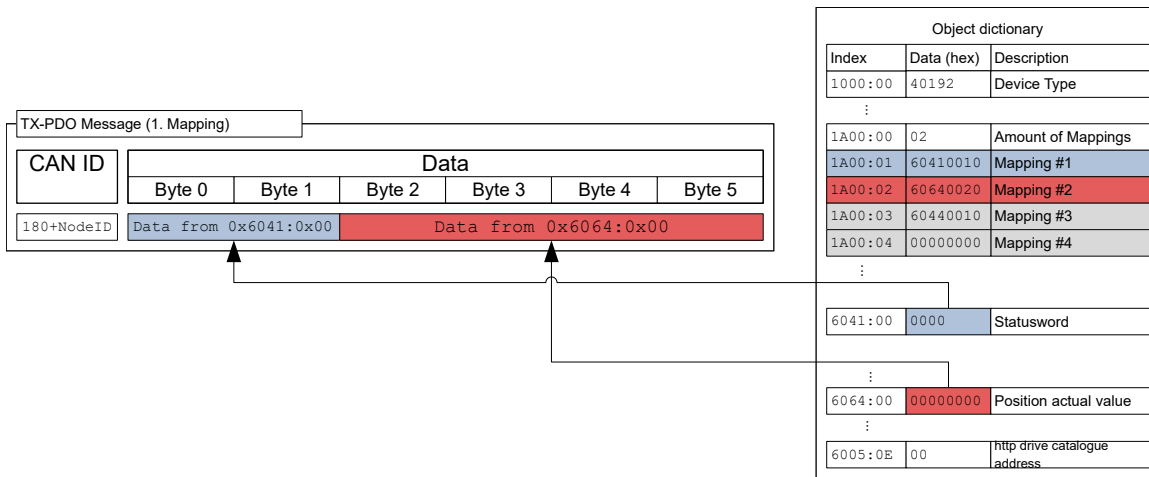 Object dictionary
Index Data (hex) Description
1000:00 40192 Device Type
⋮
1A00:00 02 Amount of Mappings
1A00:01 60410010 Mapping #1
1A00:02 60640020 Mapping #2
1A00:03 60440010 Mapping #3
1A00:04 00000000 Mapping #4
⋮
6041:00 0000 Statusword
⋮
6064:00 00000000 Position actual value
⋮
6005:0E 00 http drive catalogue
address
TX-PDO Message (1. Mapping)
CAN ID Data
Byte 0 Byte 1 Byte 2 Byte 3 Byte 4 Byte 5
180+NodeID Data from 0x6041:0x00 Data from 0x6064:0x00